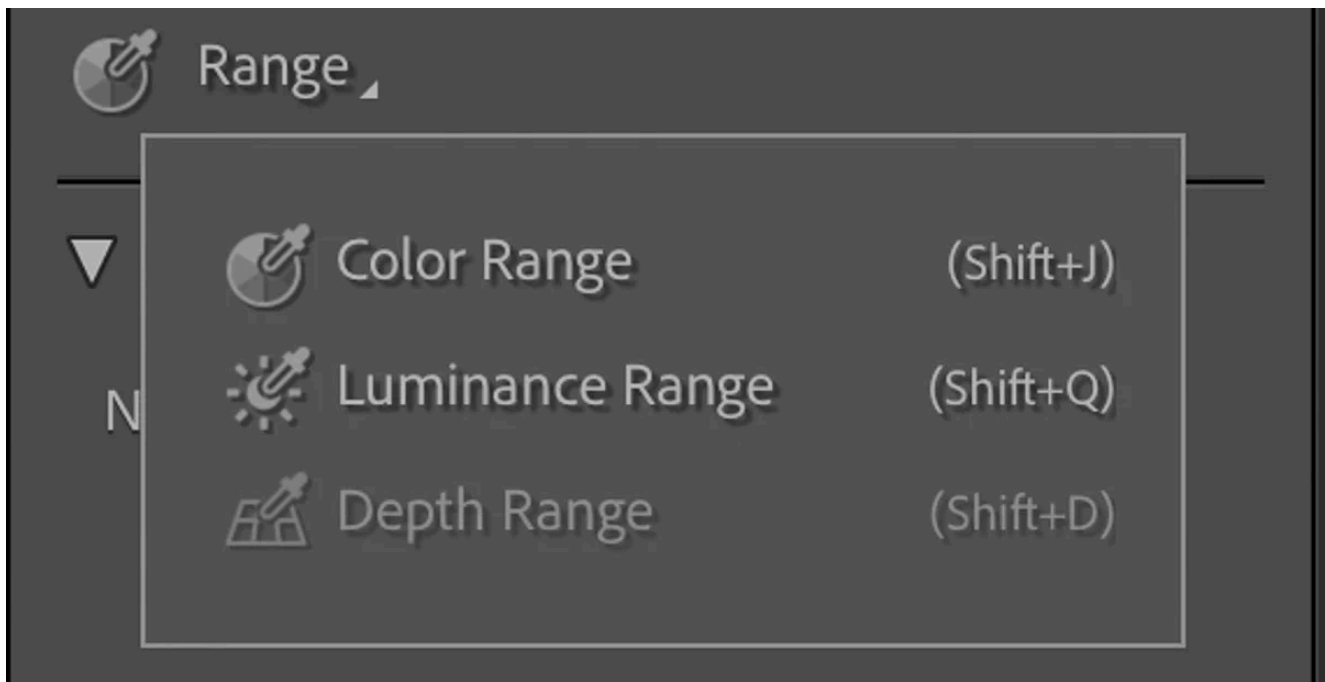 Range
Color Range (Shift+J)
N
Luminance Range (Shift+Q)
Depth Range (Shift+D)